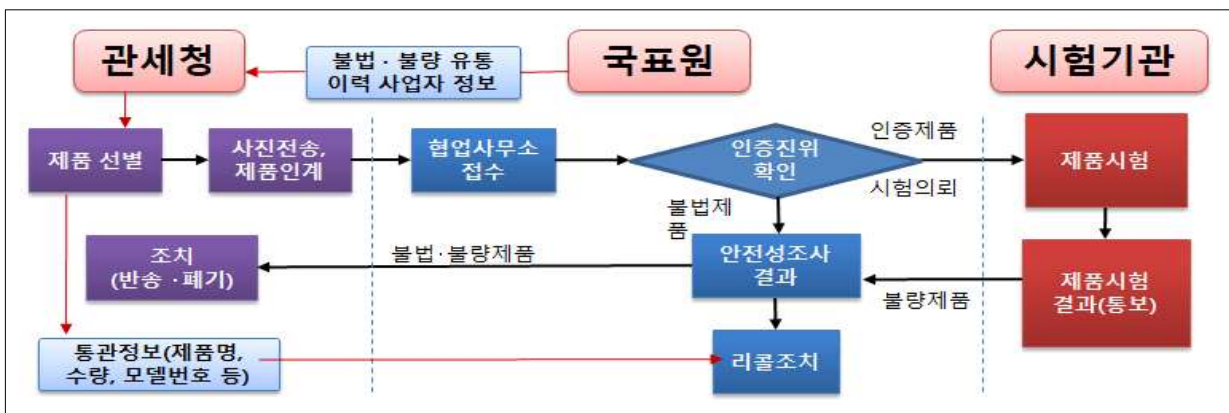 관세청
불법·불량 유통
이력 사업자 정보
국표원
시험기관
제품 선별
사진전송,
제품인계
협업사무소
접수
인증진위
확인
인증제품
시험의뢰
제품시험
불법제
품
조치
(반송 ·폐기)
불법·불량제품
안전성조사
결과
불량제품
제품시험
결과(통보)
통관정보(제품명,
수량, 모델번호 등)
리콜조치